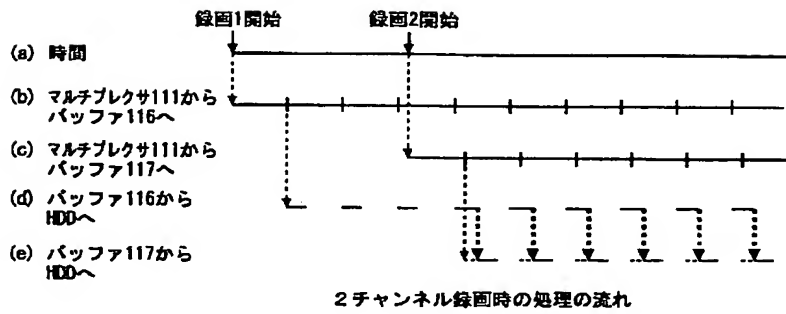 録画1開始 録画2開始
(a) 時間
(b) マルチプレクサ111から
バッファ116へ
(c) マルチプレクサ111から
バッファ117へ
(d) バッファ116から
HDDへ
(e) バッファ117から
HDDへ
2チャンネル録画時の処理の流れ